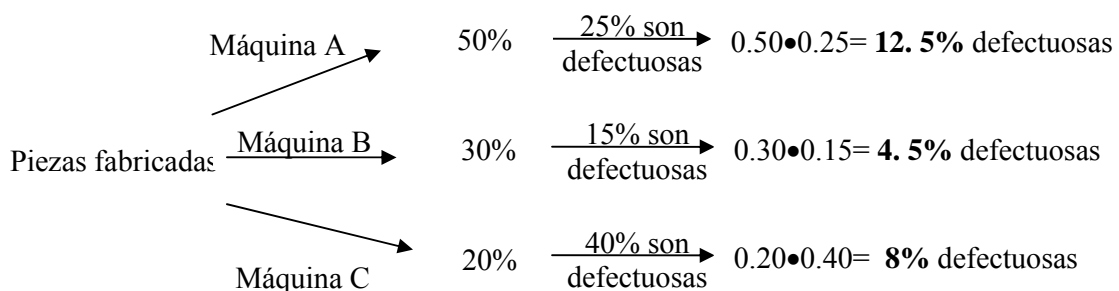 Máquina A 50% 25% son defectuosas 0.50•0.25= 12. 5% defectuosas
Piezas fabricadas Máquina B 30% 15% son defectuosas 0.30•0.15= 4. 5% defectuosas
Máquina C 20% 40% son defectuosas 0.20•0.40= 8% defectuosas